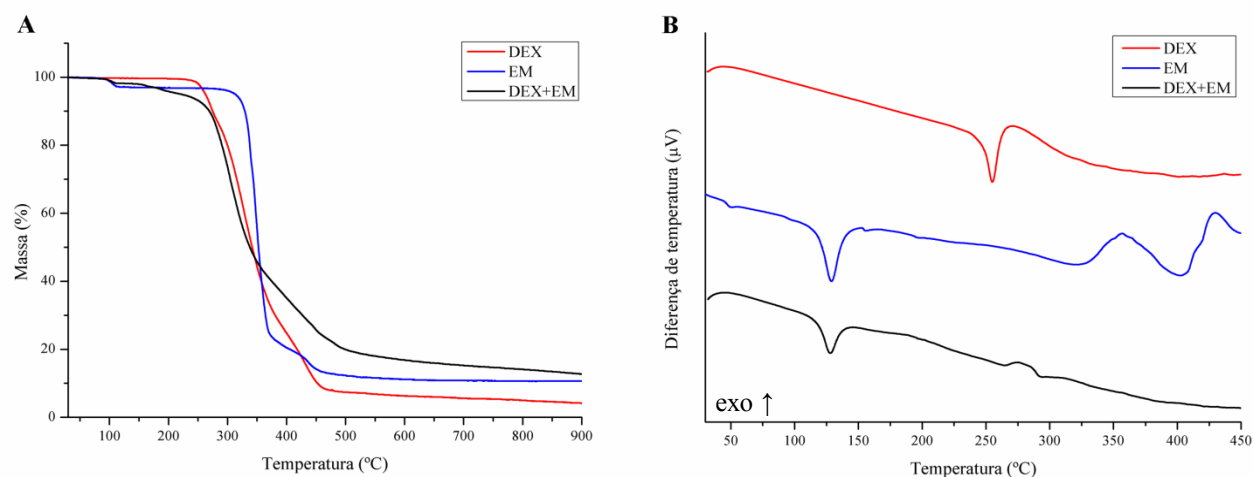 A
DEX
EM
DEX+EM
100
80
60
40
20
0
Massa (%)
100
200
300
400
500
600
700
800
900
Temperatura (ºC)
B
DEX
EM
DEX+EM
Diferença de temperatura (µV)
exo ↑
50
100
150
200
250
300
350
400
450
Temperatura (ºC)